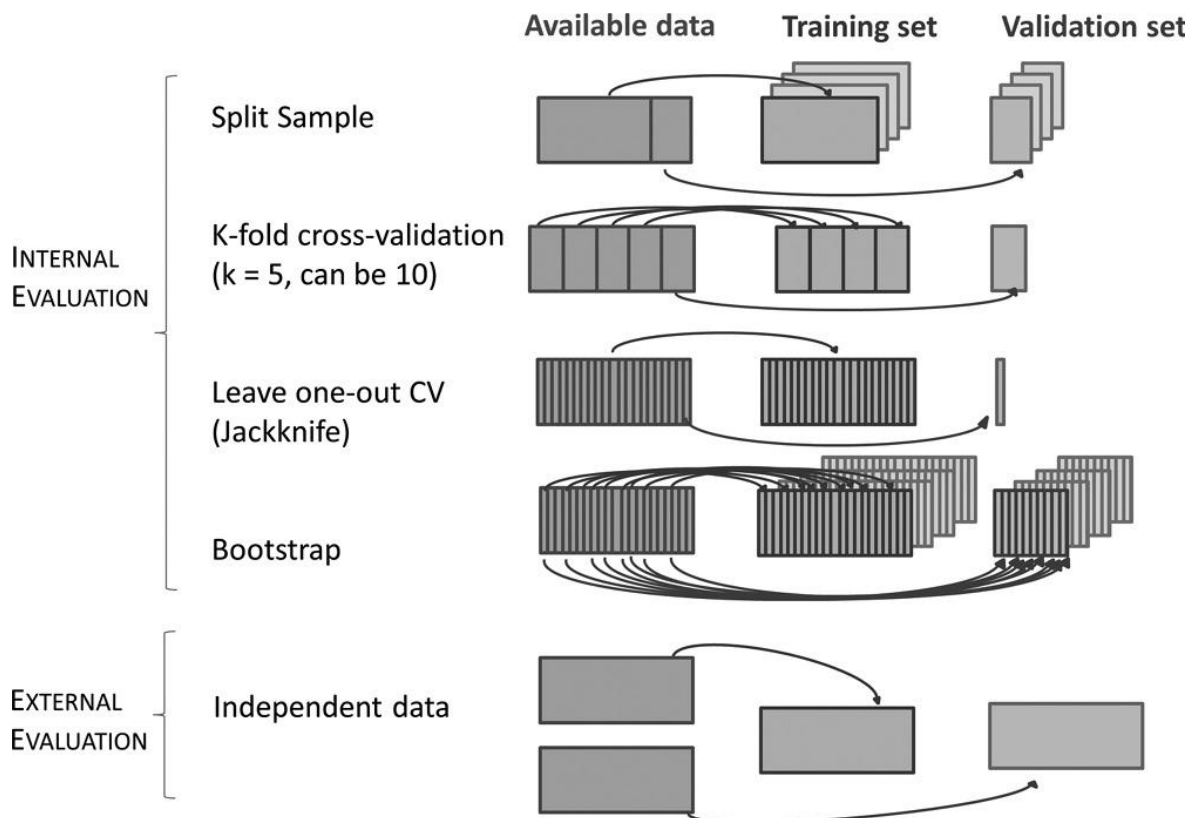 Available data
Training set
Validation set
Split Sample
K-fold cross-validation
(k = 5, can be 10)
INTERNAL
EVALUATION
Leave one-out CV
(Jackknife)
Bootstrap
EXTERNAL
EVALUATION
Independent data